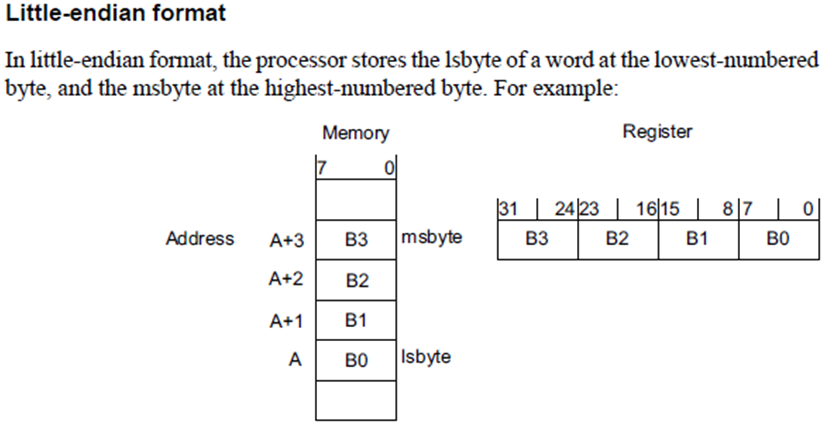 Little-endian format
In little-endian format, the processor stores the lsbyte of a word at the lowest-numbered
byte, and the msbyte at the highest-numbered byte. For example:
Memory
Register
7 0
31 24 23 16 15 8 7 0
Address A+3 B3 msbyte
B3 B2 B1 B0
A+2 B2
A+1 B1
A B0 lsbyte